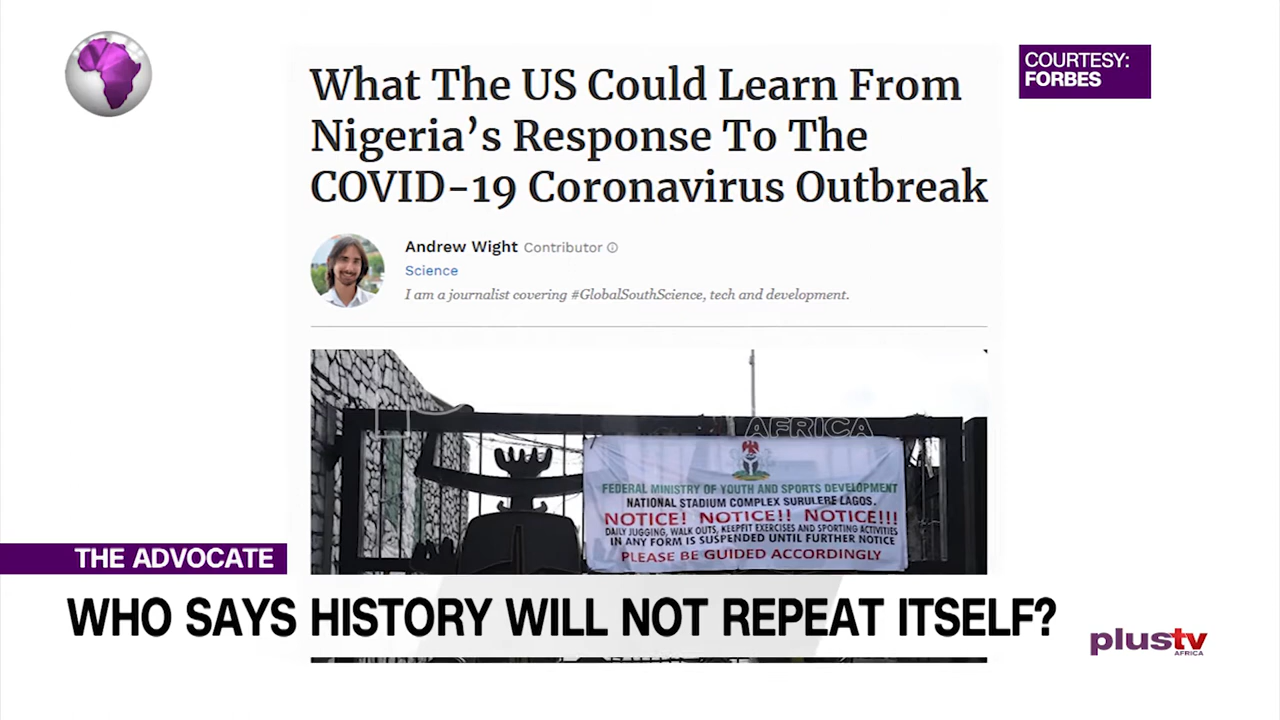 COURTESY:
FORBES
What The US Could Learn From
Nigeria’s Response To The
COVID-19 Coronavirus Outbreak
Andrew Wight Contributor
Science
I am a journalist covering #GlobalSouthScience, tech and development.
AFRICA
FEDERAL MINISTRY OF YOUTH AND SPORTS DEVELOPMENT
NATIONAL STADIUM COMPLEX SURULERE LAGOS.
NOTICE! NOTICE!! NOTICE!!!
DAILY JUGGING, WALK OUTS, KEEPFIT EXERCISES AND SPORTING ACTIVITIES
IN ANY FORM IS SUSPENDED UNTIL FURTHER NOTICE
PLEASE BE GUIDED ACCORDINGLY
THE ADVOCATE
WHO SAYS HISTORY WILL NOT REPEAT ITSELF?
plustv
AFRICA